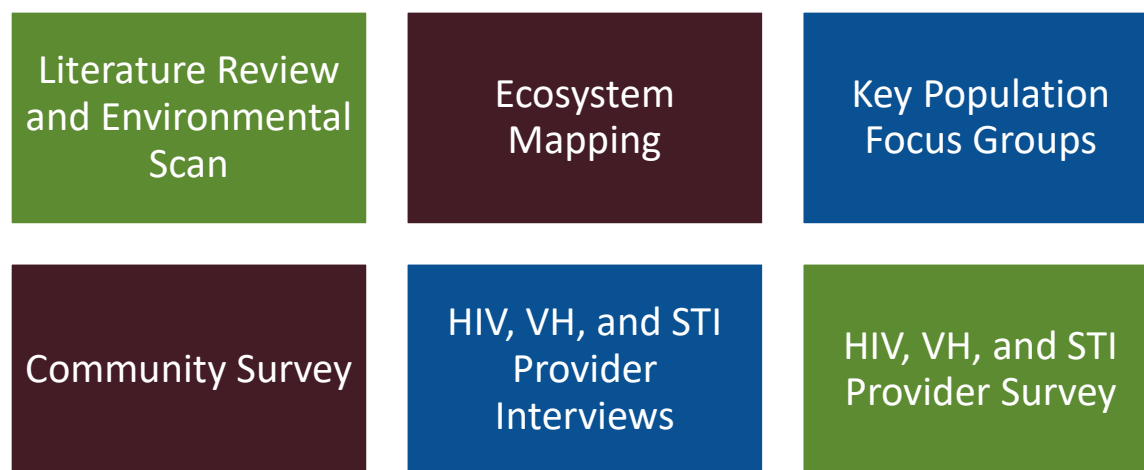 Literature Review
and Environmental
Scan
Ecosystem
Mapping
Key Population
Focus Groups
Community Survey
HIV, VH, and STI
Provider
Interviews
HIV, VH, and STI
Provider Survey